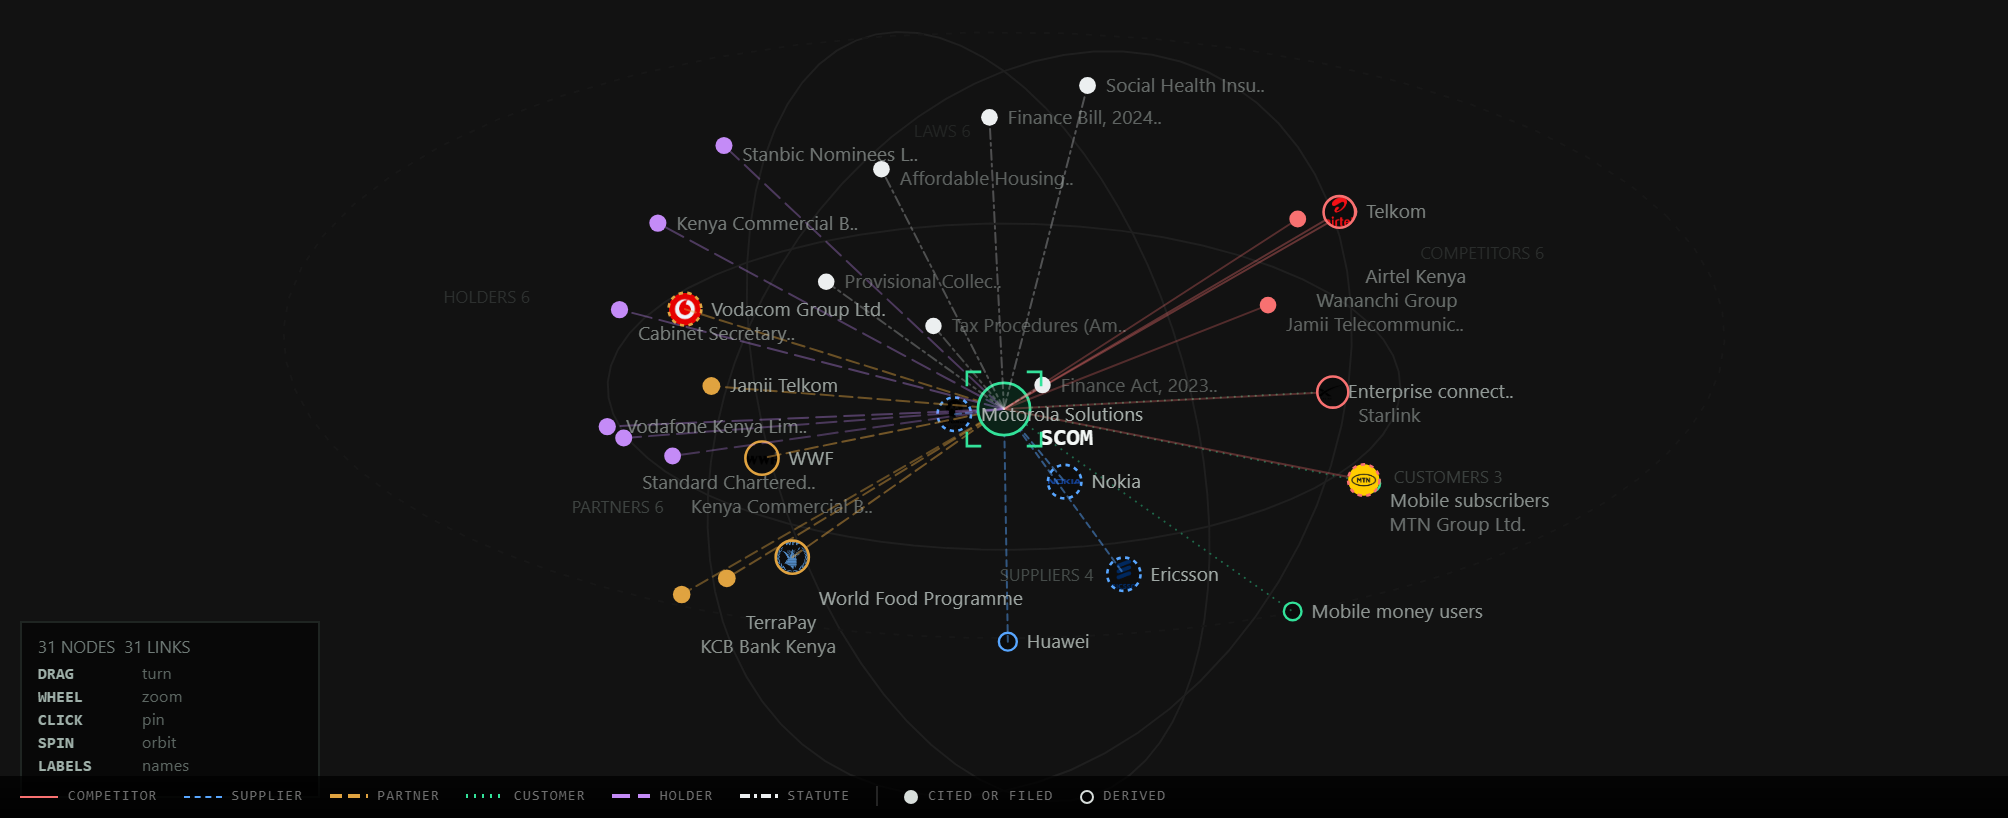 Social Health Insu..
Finance Bill, 2024..
LAWS 6
Stanbic Nominees L..
Affordable Housing..
Telkom
Kenya Commercial B..
COMPETITORS 6
Airtel Kenya
Provisional Collec..
HOLDERS 6
Wananchi Group
Vodacom Group Ltd.
Jamii Telecommunic..
Tax Procedures (Am..
Cabinet Secretary..
Jamii Telkom
Finance Act, 2023..
Enterprise connect..
Motorola Solutions
Starlink
Vodafone Kenya Lim..
SCOM
WWF
CUSTOMERS 3
MTN
Standard Chartered..
NOKIA
Nokia
Mobile subscribers
PARTNERS 6
Kenya Commercial B..
MTN Group Ltd.
SUPPLIERS 4
Ericsson
World Food Programme
Mobile money users
TerraPay
Huawei
KCB Bank Kenya
31 NODES 31 LINKS
DRAG turn
WHEEL zoom
CLICK pin
SPIN orbit
LABELS names
COMPETITOR SUPPLIER PARTNER CUSTOMER HOLDER STATUTE CITED OR FILED DERIVED